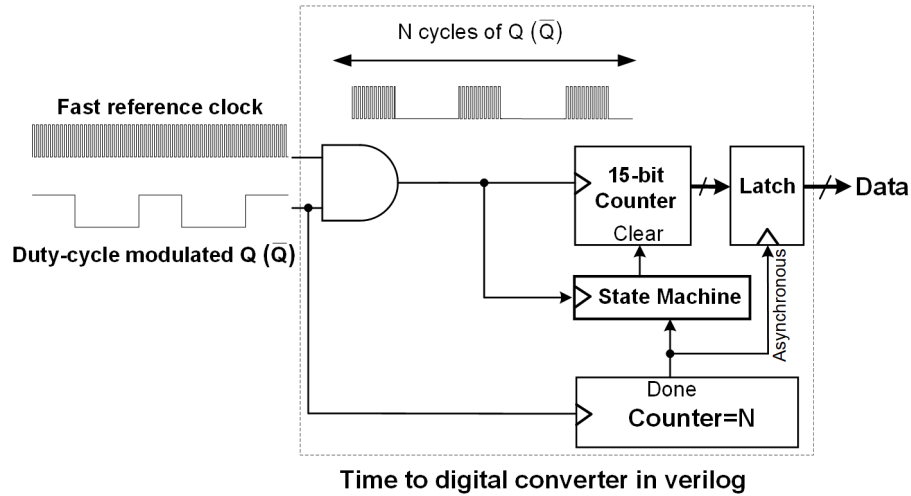 N cycles of Q (Q̅)
Fast reference clock
15-bit
Counter
Clear
Latch
Data
Duty-cycle modulated Q (Q̅)
State Machine
Asynchronous
Done
Counter=N
Time to digital converter in verilog